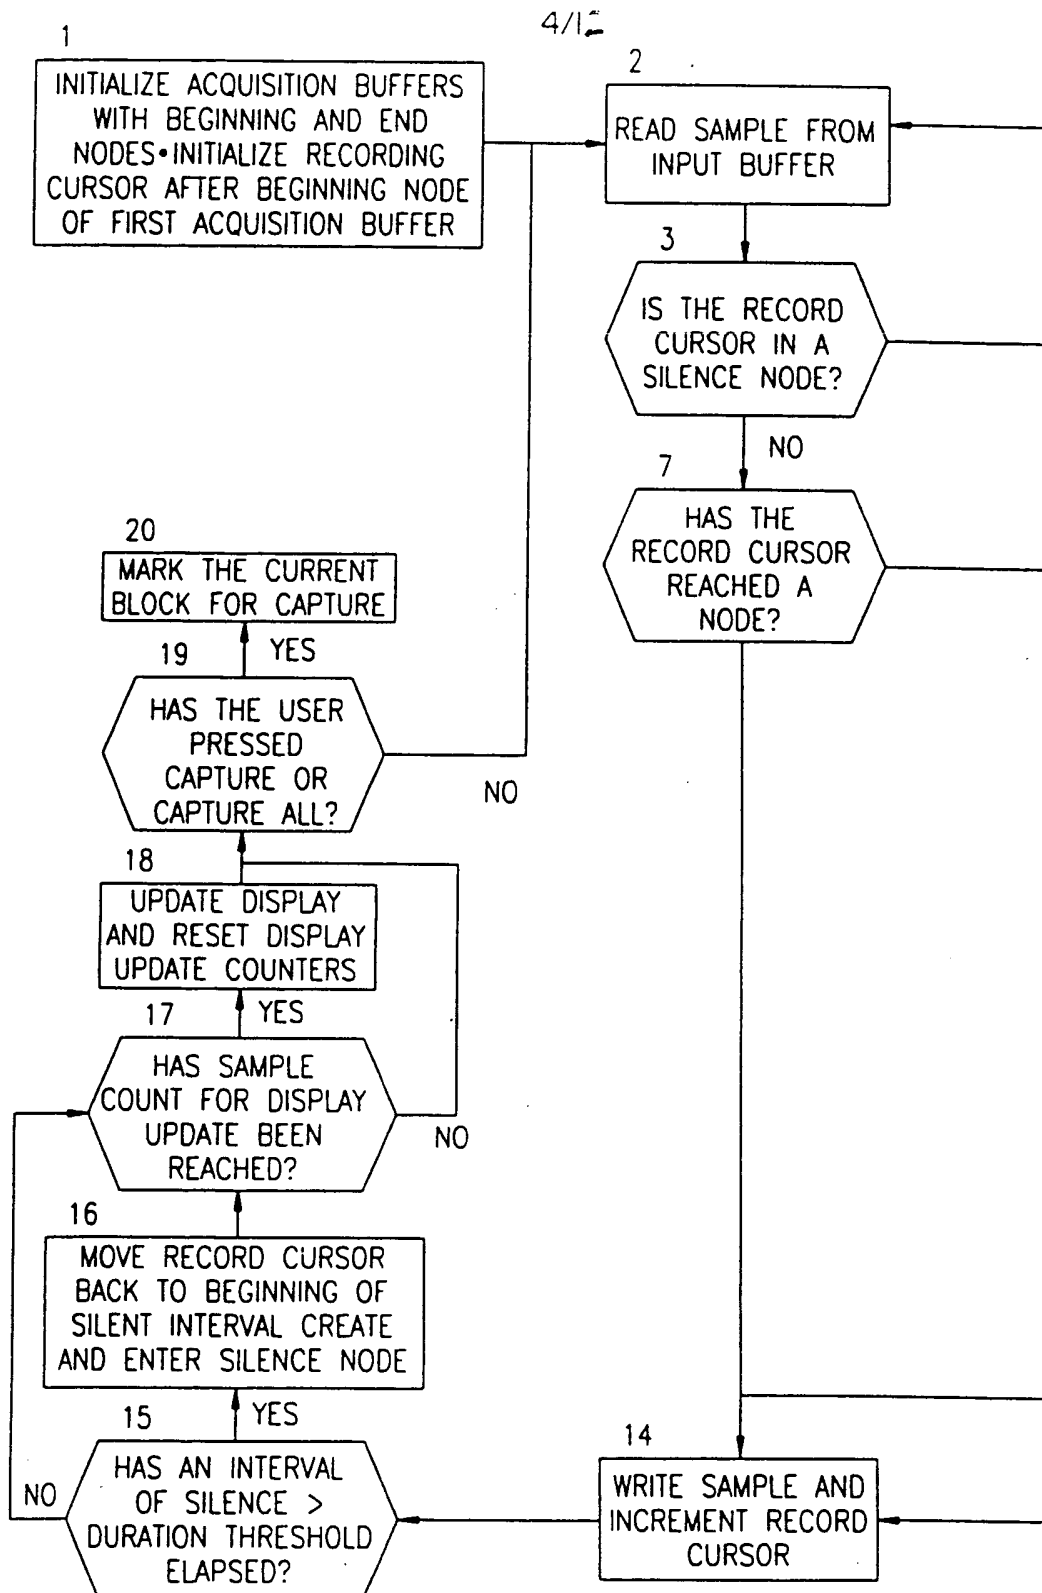 4/12
1
INITIALIZE ACQUISITION BUFFERS
WITH BEGINNING AND END
NODES•INITIALIZE RECORDING
CURSOR AFTER BEGINNING NODE
OF FIRST ACQUISITION BUFFER
2
READ SAMPLE FROM
INPUT BUFFER
3
IS THE RECORD
CURSOR IN A
SILENCE NODE?
NO
7
HAS THE
RECORD CURSOR
REACHED A
NODE?
20
MARK THE CURRENT
BLOCK FOR CAPTURE
YES
19
HAS THE USER
PRESSED
CAPTURE OR
CAPTURE ALL?
NO
18
UPDATE DISPLAY
AND RESET DISPLAY
UPDATE COUNTERS
YES
17
HAS SAMPLE
COUNT FOR DISPLAY
UPDATE BEEN
REACHED?
NO
16
MOVE RECORD CURSOR
BACK TO BEGINNING OF
SILENT INTERVAL CREATE
AND ENTER SILENCE NODE
YES
15
HAS AN INTERVAL
OF SILENCE >
DURATION THRESHOLD
ELAPSED?
NO
14
WRITE SAMPLE AND
INCREMENT RECORD
CURSOR